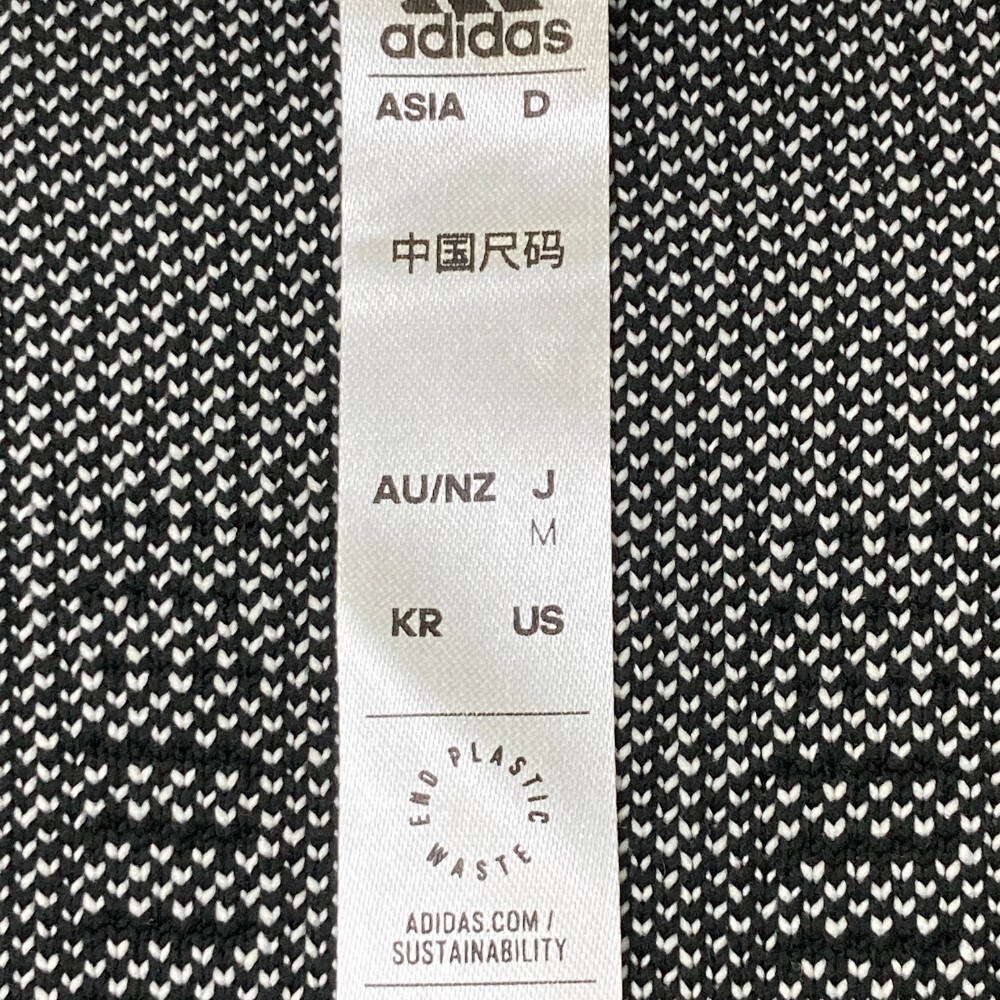 adidas
ASIA D
中国尺码
AU/NZ J
M
KR US
END PLASTIC WASTE
ADIDAS.COM /
SUSTAINABILITY